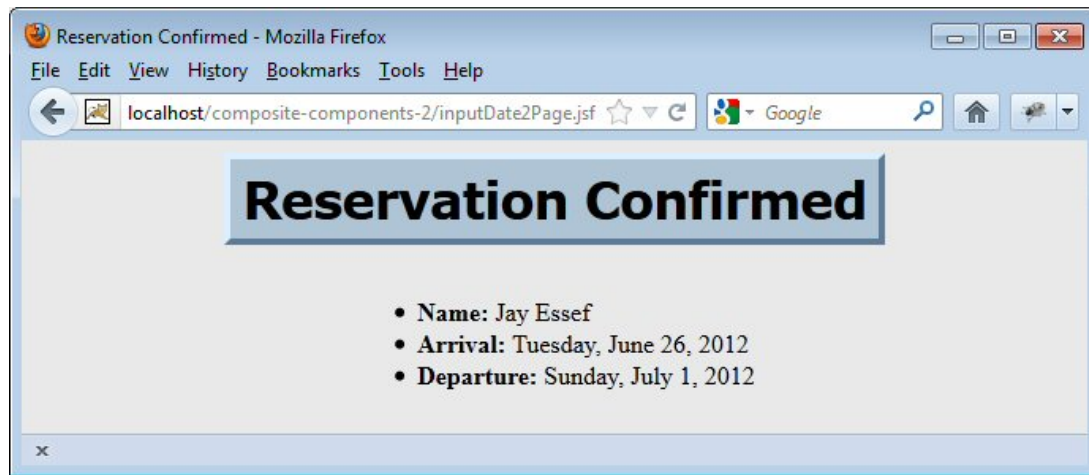 Reservation Confirmed - Mozilla Firefox
File Edit View History Bookmarks Tools Help
localhost/composite-components-2/inputDate2Page.jsf Google
Reservation Confirmed
• Name: Jay Essef
• Arrival: Tuesday, June 26, 2012
• Departure: Sunday, July 1, 2012
x